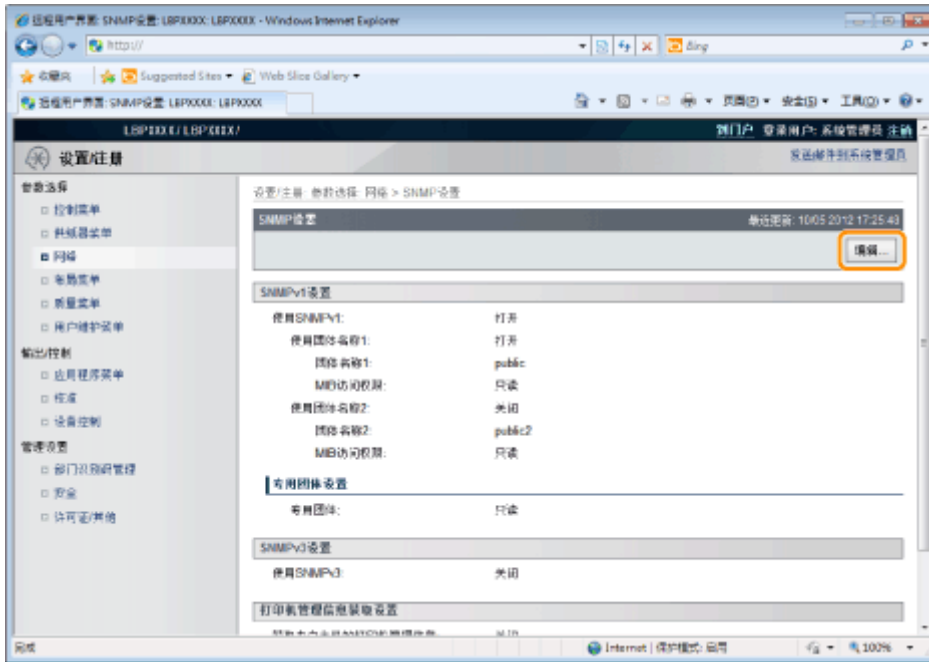 远程用户界面: SNMP设置: LBPXXXX: LBPXXXX - Windows Internet Explorer
http://
Bing
收藏夹 Suggested Sites Web Slice Gallery
远程用户界面: SNMP设置: LBPXXXX: LBPXXXX
页面(P) 安全(S) 工具(O)
LBPXXXX / LBPXXXX /
到门户 登录用户: 系统管理员 注销
设置/注册
发送邮件到系统管理员
参数选择
控制菜单
供纸器菜单
网络
布局菜单
质量菜单
用户维护菜单
输出/控制
应用程序菜单
校准
设备控制
管理设置
部门识别码管理
安全
许可证/其他
设置/注册: 参数选择: 网络 > SNMP设置
SNMP设置
最近更新: 10/05 2012 17:25:43
编辑...
SNMPv1设置
使用SNMPv1: 打开
使用团体名称1: 打开
团体名称1: public
MIB访问权限: 只读
使用团体名称2: 关闭
团体名称2: public2
MIB访问权限: 只读
专用团体设置
专用团体: 只读
SNMPv3设置
使用SNMPv3: 关闭
打印机管理信息获取设置
完成
Internet | 保护模式: 启用
100%